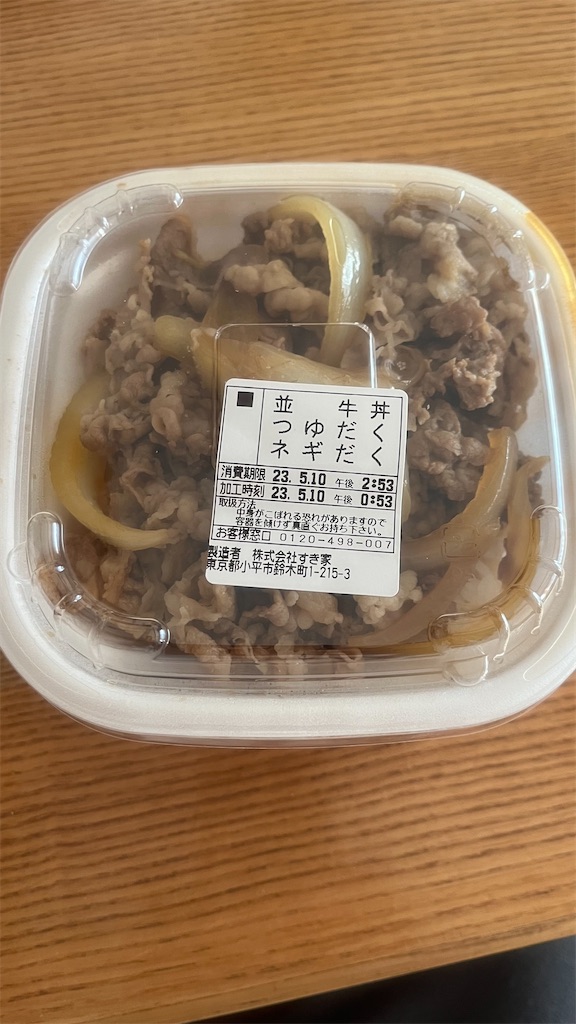 ■ 並 牛 丼
つゆだく
ネギだく
消費期限 23. 5.10 午後 2:53
加工時刻 23. 5.10 午後 0:53
取扱方法
中身がこぼれる恐れがありますので
容器を傾けず真直ぐお持ち下さい。
お客様窓口 0120-498-007
製造者 株式会社すき家
東京都小平市鈴木町1-215-3